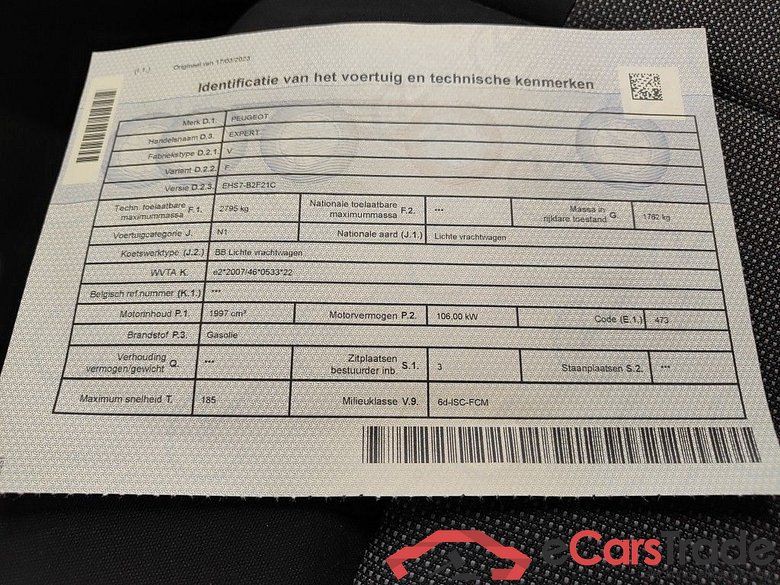 (I.1.) Origineel van 17/03/2023
Identificatie van het voertuig en technische kenmerken
Merk D.1. PEUGEOT
Handelsnaam D.3. EXPERT
Fabriekstype D.2.1. V
Variant D.2.2. F
Versie D.2.3. EHS7-B2F21C
Techn. toelaatbare maximummassa F.1. 2795 kg Nationale toelaatbare maximummassa F.2. --- Massa in rijklare toestand G. 1762 kg
Voertuigcategorie J. N1 Nationale aard (J.1.) Lichte vrachtwagen
Koetswerktype (J.2.) BB Lichte vrachtwagen
WVTA K. e2*2007/46*0533*22
Belgisch ref.nummer (K.1.) ---
Motorinhoud P.1. 1997 cm³ Motorvermogen P.2. 106,00 kW Code (E.1.) 473
Brandstof P.3. Gasolie
Verhouding vermogen/gewicht Q. --- Zitplaatsen bestuurder inb. S.1. 3 Staanplaatsen S.2. ---
Maximum snelheid T. 185 Milieuklasse V.9. 6d-ISC-FCM
eCarsTrade